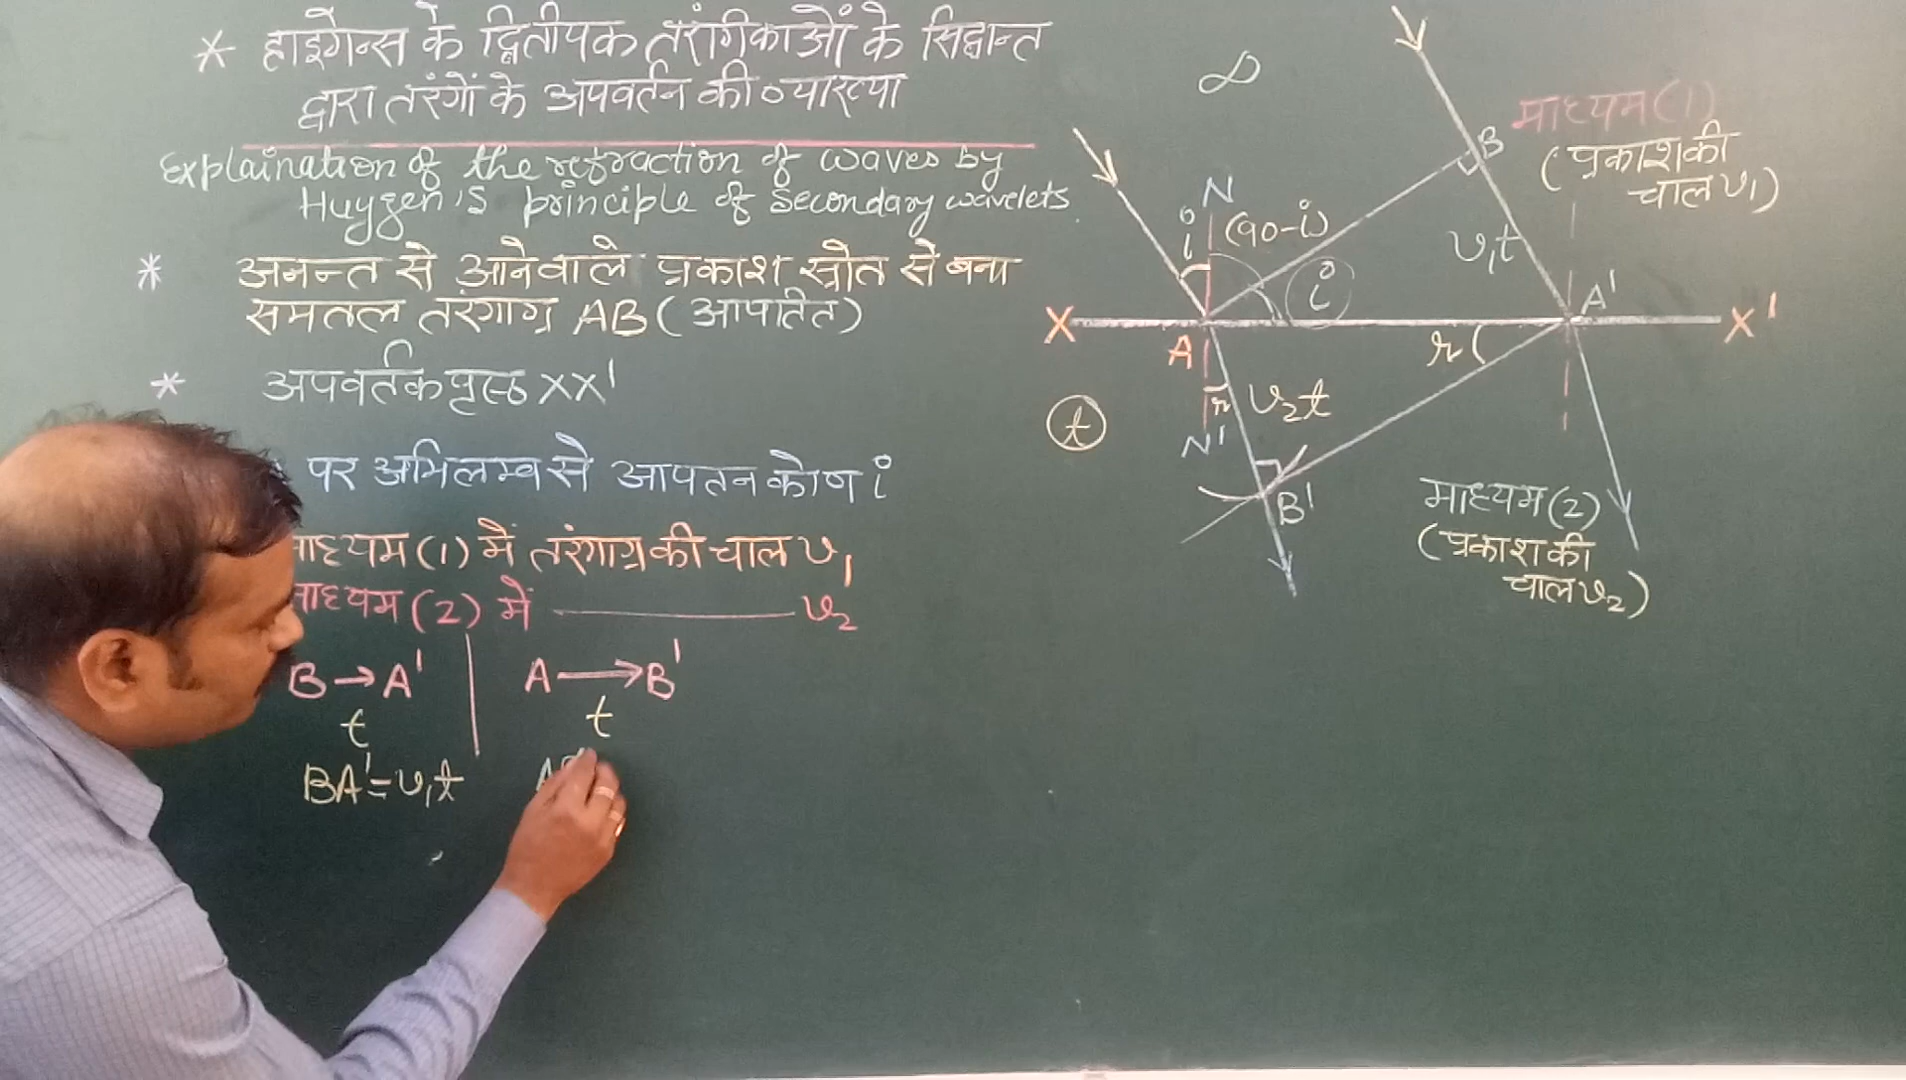 * हाइगेन्स के द्वितीयक तरंगिकाओं के सिद्धान्त
द्वारा तरंगों के अपवर्तन की व्याख्या
Explaination of the refraction of waves by
Huygen's principle of secondary wavelets.
* अनन्त से आनेवाले प्रकाश स्रोत से बना
समतल तरंगाग्र AB (आपतित)
* अपवर्तक पृष्ठ XX'
पर अभिलम्ब से आपतन कोण i
माध्यम (1) में तरंगाग्र की चाल v₁
माध्यम (2) में ———— v₂
B → A' | A → B'
t t
BA' = v₁t
∞
माध्यम (1)
(प्रकाश की
चाल v₁)
B
N
i (90-i)
v₁t
i
A'
X X'
A
r
t
r v₂t
N'
B'
माध्यम (2)
(प्रकाश की
चाल v₂)